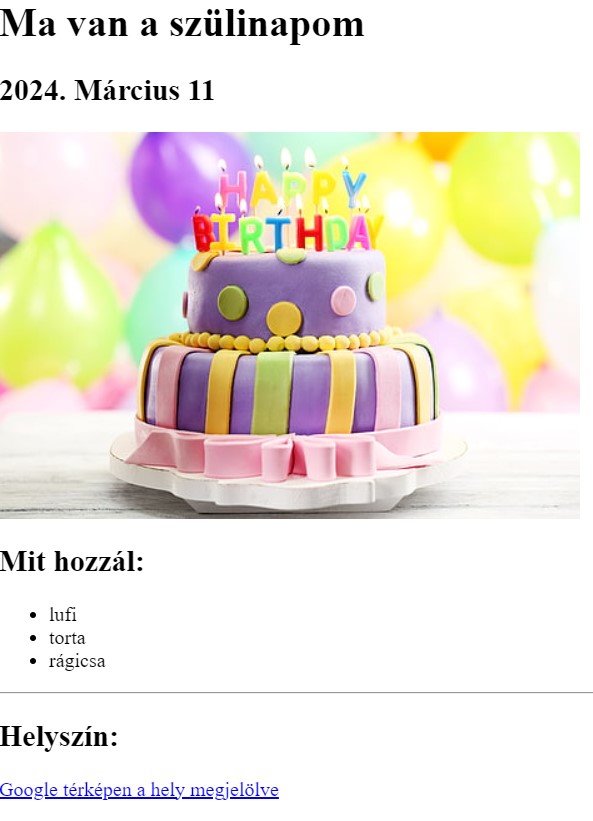 Ma van a szülinapom
2024. Március 11
HAPPY
BIRTHDAY
Mit hozzál:
lufi
torta
rágicsa
Helyszín:
Google térképen a hely megjelölve